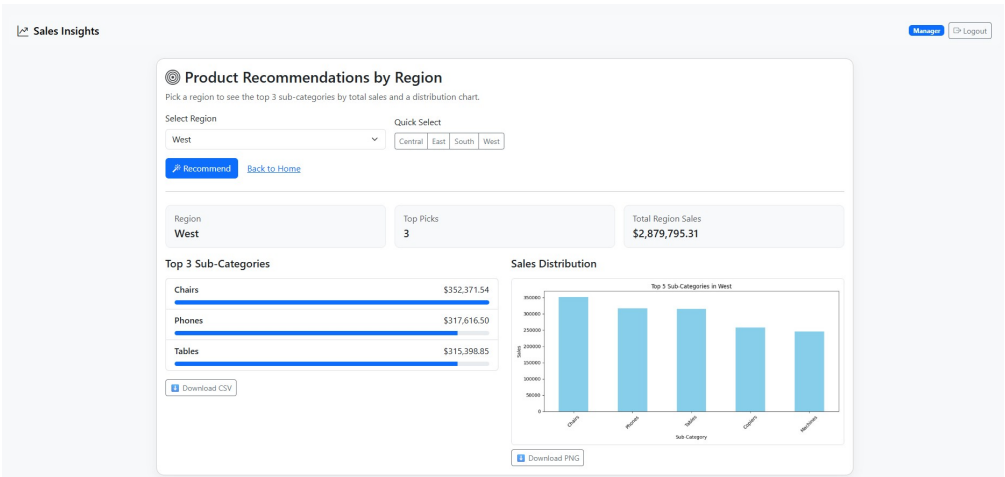 Sales Insights
Manager
Logout
Product Recommendations by Region
Pick a region to see the top 3 sub-categories by total sales and a distribution chart.
Select Region
West
Quick Select
Central East South West
Recommend
Back to Home
Region
West
Top Picks
3
Total Region Sales
$2,879,795.31
Top 3 Sub-Categories
Chairs $352,371.54
Phones $317,616.50
Tables $315,398.85
Download CSV
Sales Distribution
Top 5 Sub-Categories in West
Sales
350000
300000
250000
200000
150000
100000
50000
0
Chairs Phones Tables Copiers Machines
Sub-Category
Download PNG